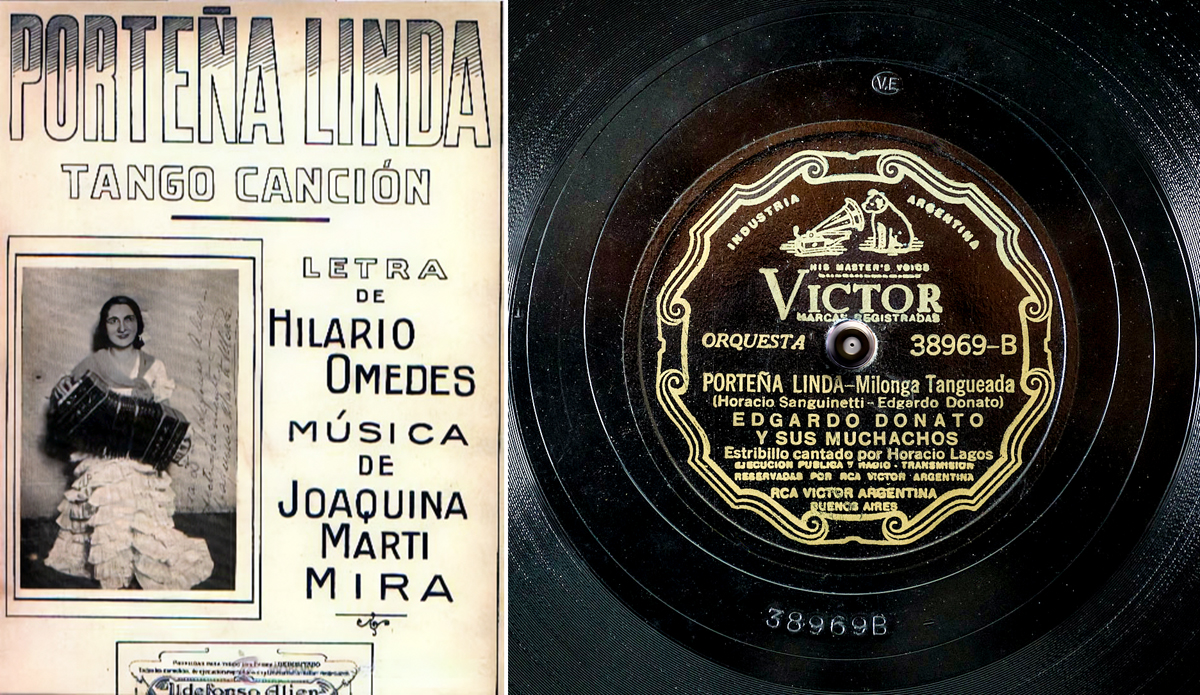 PORTEÑA LINDA
TANGO CANCIÓN
LETRA
DE
HILARIO
OMEDES
MÚSICA
DE
JOAQUINA
MARTI
MIRA
Ildefonso Alier
V.E
INDUSTRIA ARGENTINA
HIS MASTER'S VOICE
VICTOR
MARCAS REGISTRADAS
ORQUESTA 38969-B
PORTEÑA LINDA-Milonga Tangueada
(Horacio Sanguinetti - Edgardo Donato)
EDGARDO DONATO
Y SUS MUCHACHOS
Estribillo cantado por Horacio Lagos
EJECUCION PUBLICA Y RADIO - TRANSMISION
RESERVADAS POR RCA VICTOR ARGENTINA
RCA VICTOR ARGENTINA
BUENOS AIRES
38969B